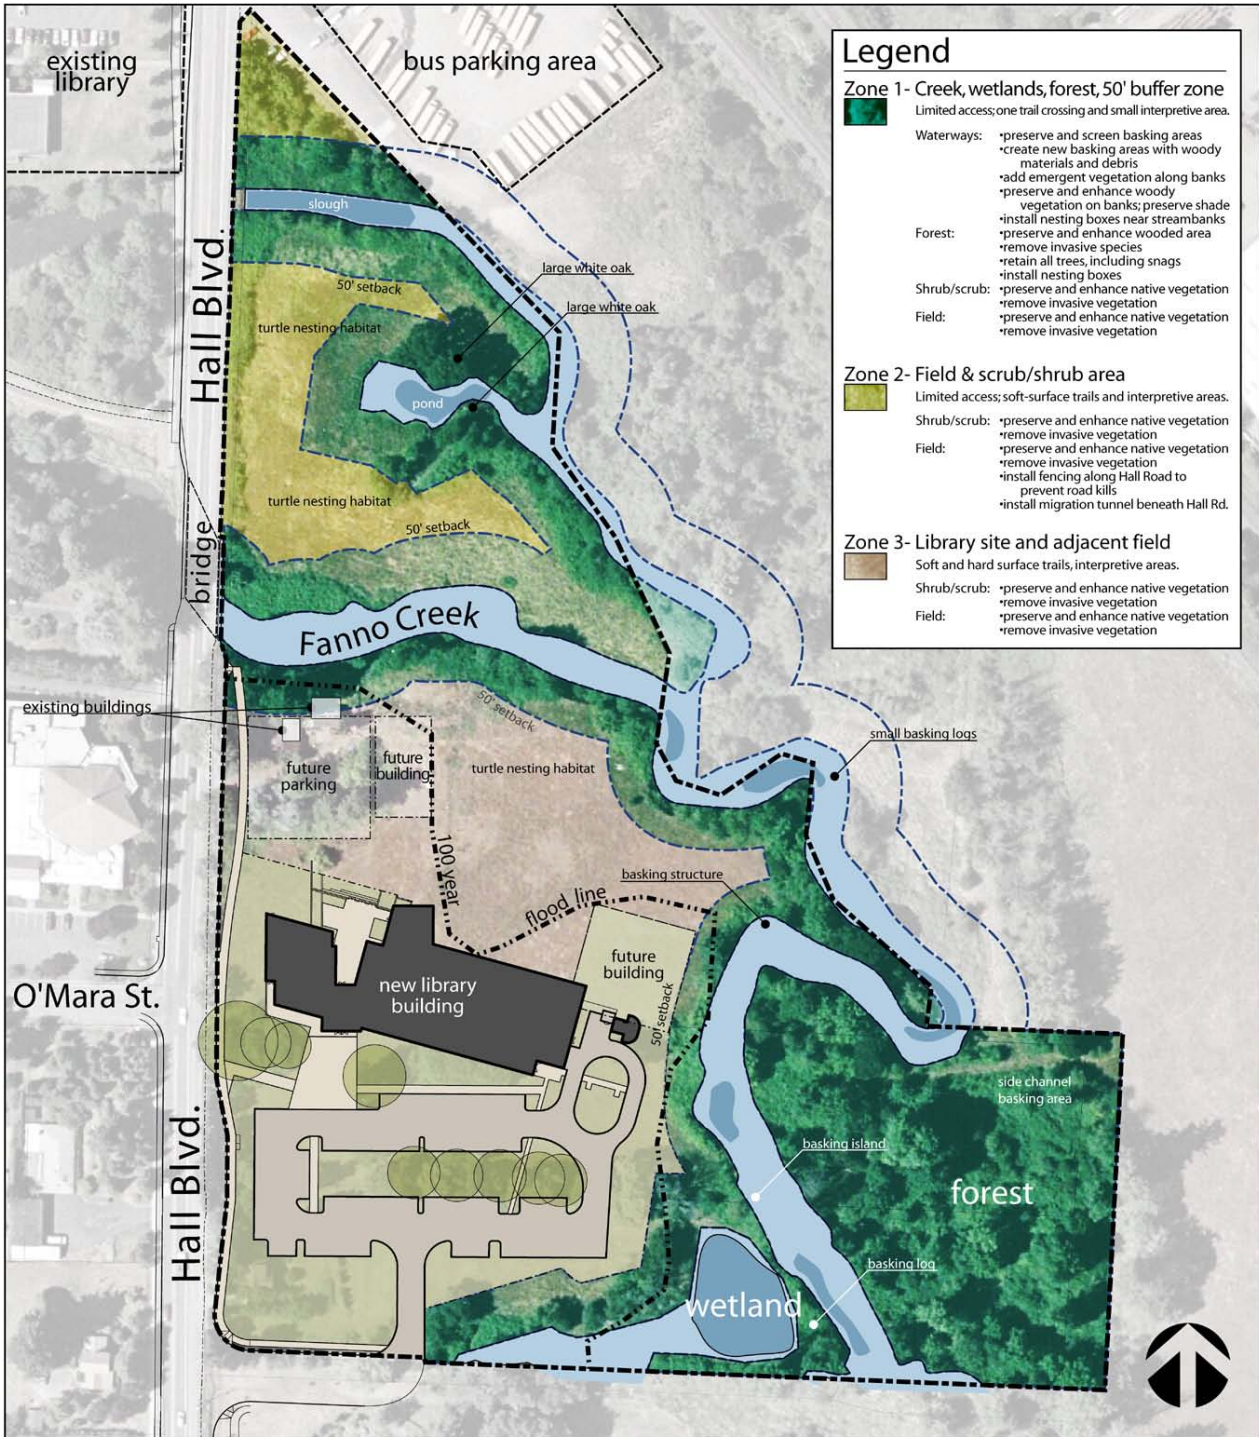 existing
library
bus parking area
Legend
Zone 1- Creek, wetlands, forest, 50' buffer zone
Limited access; one trail crossing and small interpretive area.
Waterways: •preserve and screen basking areas
•create new basking areas with woody
materials and debris
•add emergent vegetation along banks
•preserve and enhance woody
vegetation on banks; preserve shade
•install nesting boxes near streambanks
Forest: •preserve and enhance wooded area
•remove invasive species
•retain all trees, including snags
•install nesting boxes
Shrub/scrub: •preserve and enhance native vegetation
•remove invasive vegetation
Field: •preserve and enhance native vegetation
•remove invasive vegetation
Zone 2- Field & scrub/shrub area
Limited access; soft-surface trails and interpretive areas.
Shrub/scrub: •preserve and enhance native vegetation
•remove invasive vegetation
Field: •preserve and enhance native vegetation
•remove invasive vegetation
•install fencing along Hall Road to
prevent road kills
•install migration tunnel beneath Hall Rd.
Zone 3- Library site and adjacent field
Soft and hard surface trails, interpretive areas.
Shrub/scrub: •preserve and enhance native vegetation
•remove invasive vegetation
Field: •preserve and enhance native vegetation
•remove invasive vegetation
slough
Hall Blvd.
large white oak
50' setback
large white oak
turtle nesting habitat
pond
turtle nesting habitat
50' setback
bridge
Fanno Creek
existing buildings
50' setback
small basking logs
future
parking
future
building
turtle nesting habitat
100 year
flood line
basking structure
future
building
new library
building
O'Mara St.
50' setback
side channel
basking area
Hall Blvd.
basking island
forest
basking log
wetland